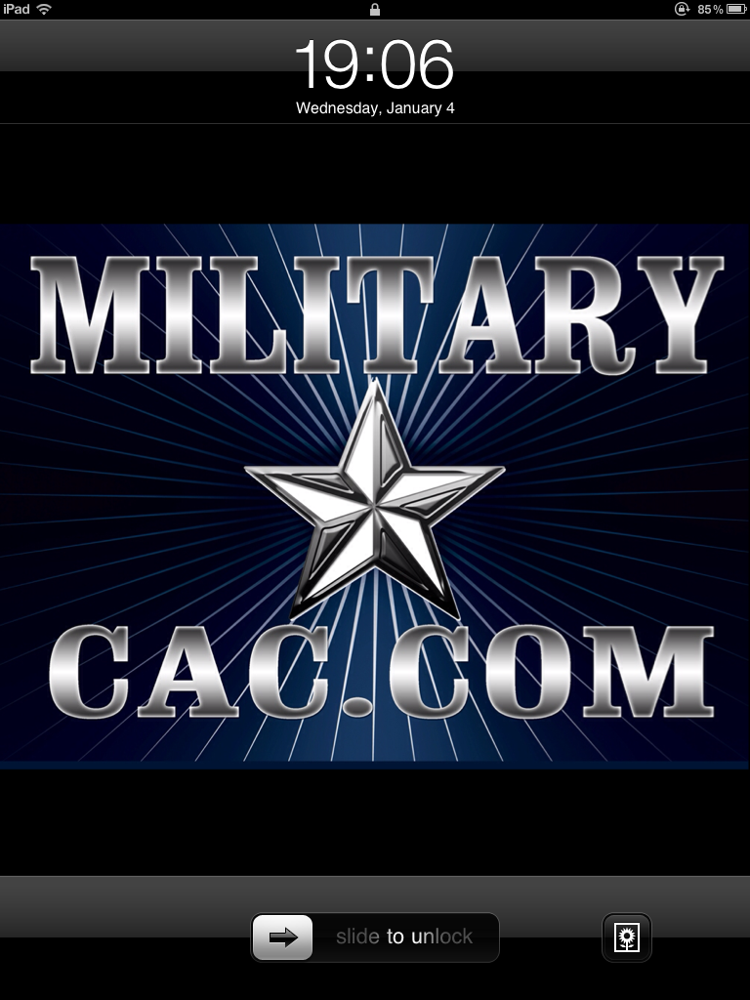 iPad 85%
19:06
Wednesday, January 4
MILITARY
CAC.COM
slide to unlock